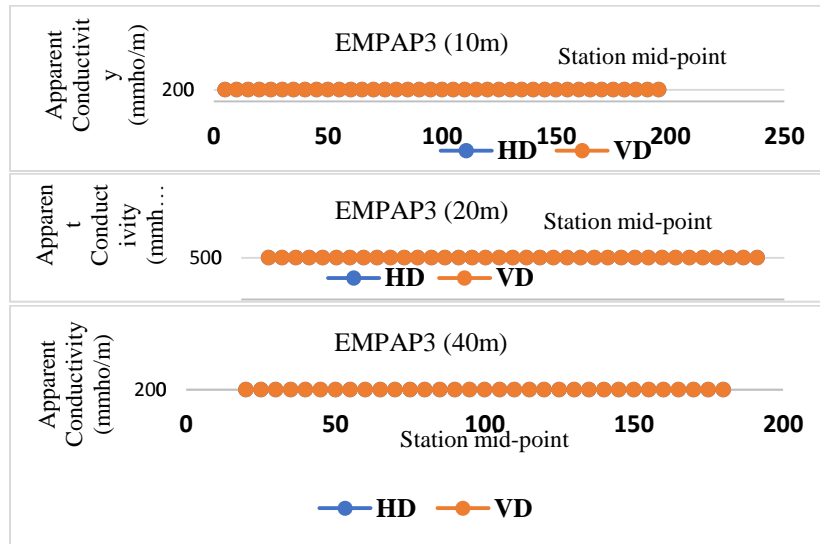 EMPAP3 (10m)
Station mid-point
Apparent
Conductivit
y
(mmho/m)
200
0 50 100 150 200 250
HD VD
EMPAP3 (20m)
Station mid-point
Apparen
t
Conduct
ivity
(mmh…
500
HD VD
EMPAP3 (40m)
Apparent
Conductivity
(mmho/m)
200
0 50 100 150 200
Station mid-point
HD VD